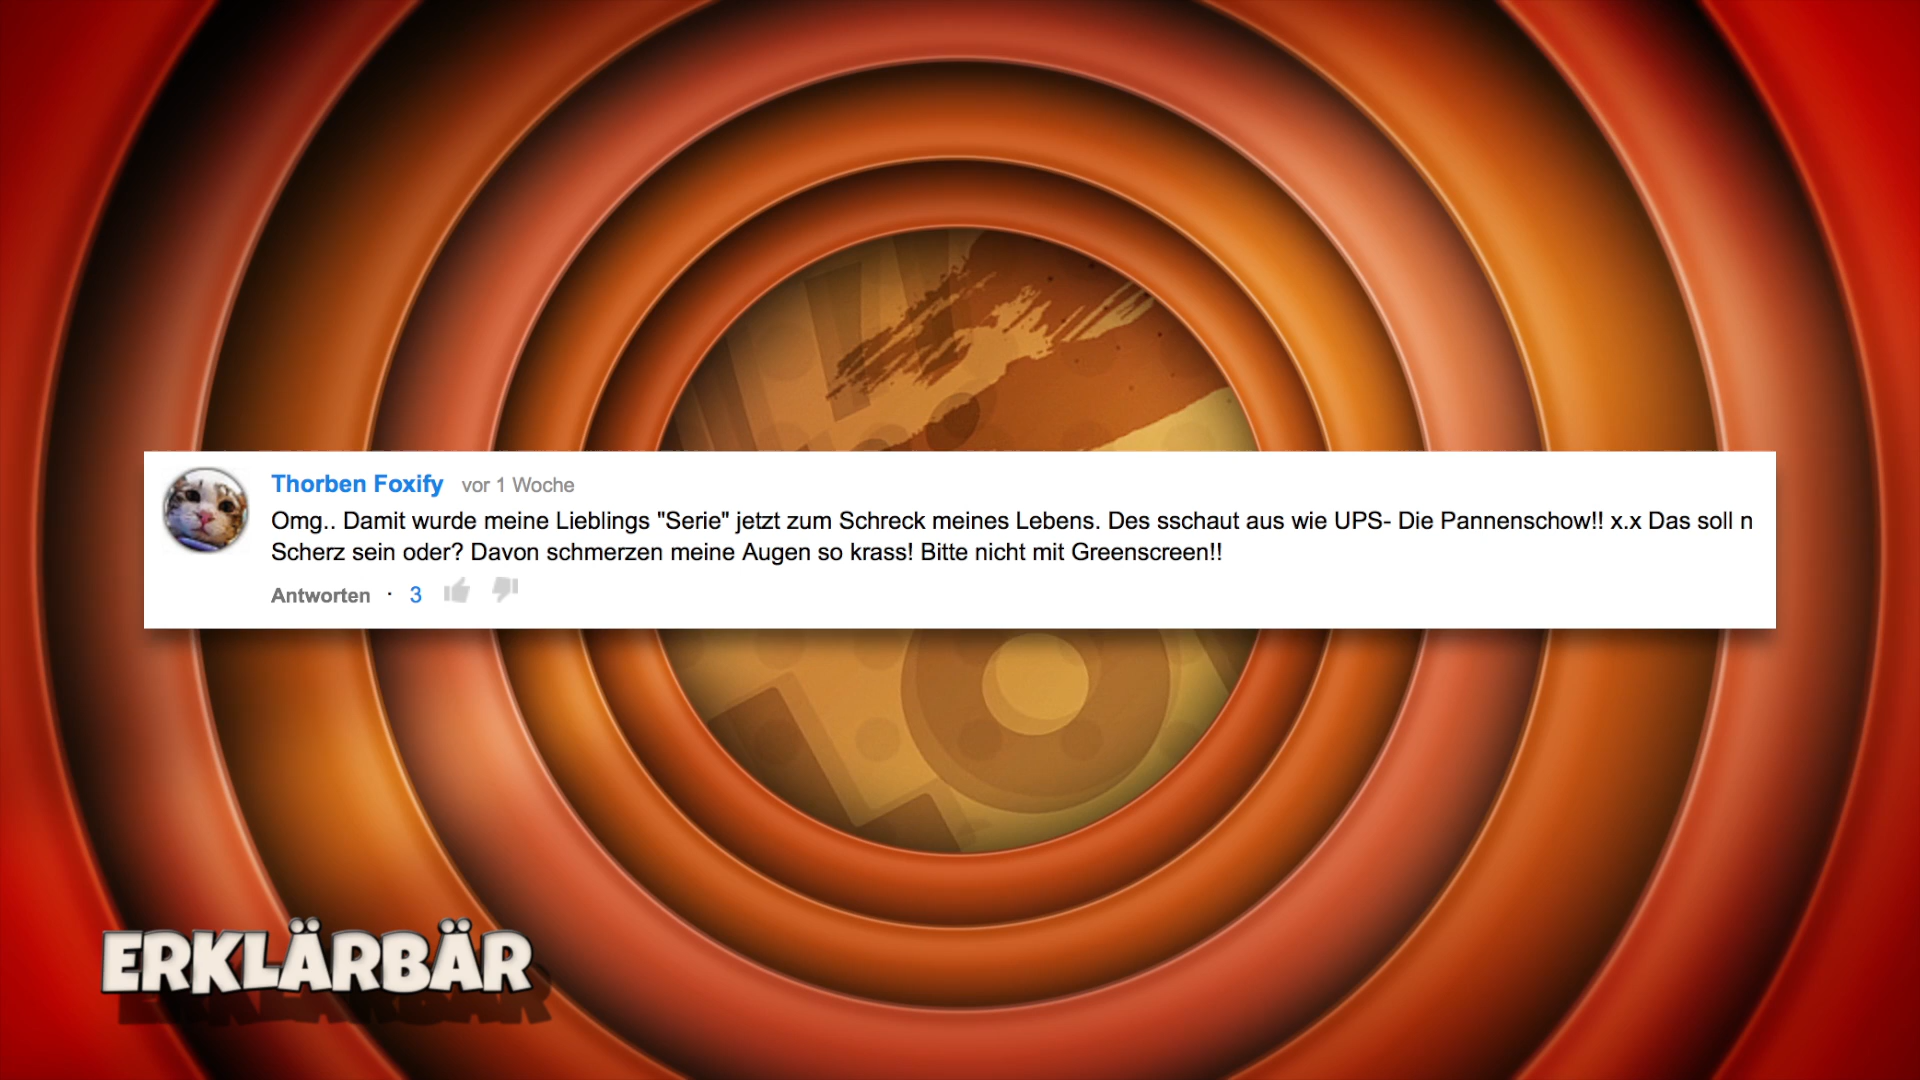 Thorben Foxify vor 1 Woche
Omg.. Damit wurde meine Lieblings "Serie" jetzt zum Schreck meines Lebens. Des sschaut aus wie UPS- Die Pannenschow!! x.x Das soll n
Scherz sein oder? Davon schmerzen meine Augen so krass! Bitte nicht mit Greenscreen!!
Antworten · 3
ERKLÄRBÄR